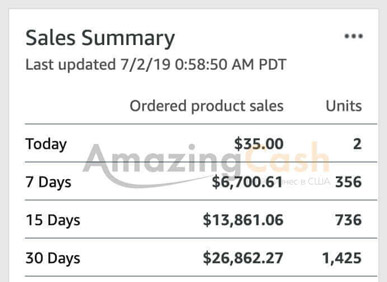 Sales Summary •••
Last updated 7/2/19 0:58:50 AM PDT
Ordered product sales Units
Today $35.00 2
AmazingCash
7 Days $6,700.61 356
бизнес в США
15 Days $13,861.06 736
30 Days $26,862.27 1,425